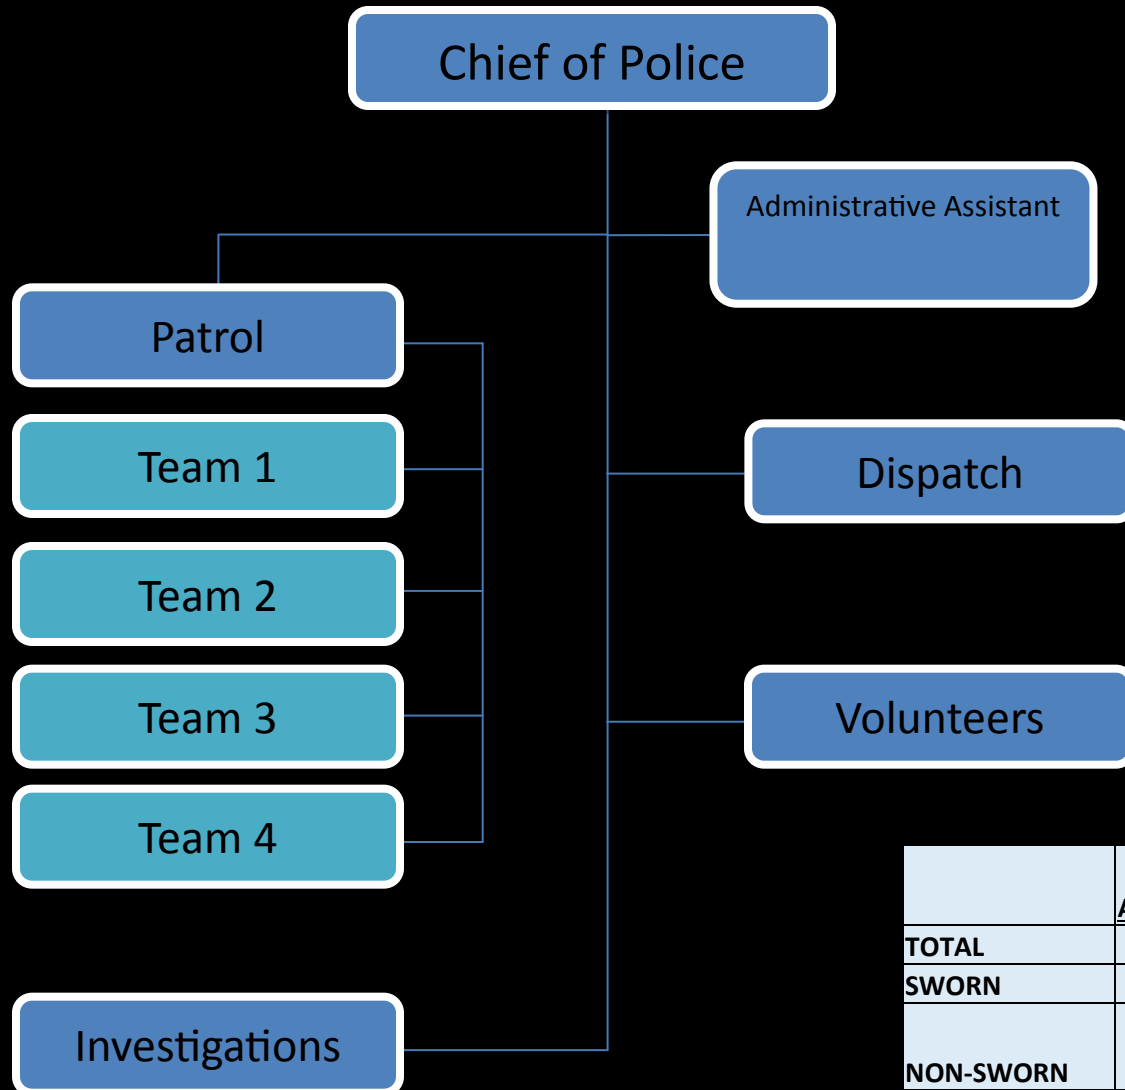 Chief of Police
Administrative Assistant
Patrol
Team 1
Dispatch
Team 2
Team 3
Volunteers
Team 4
TOTAL
SWORN
Investigations
NON-SWORN